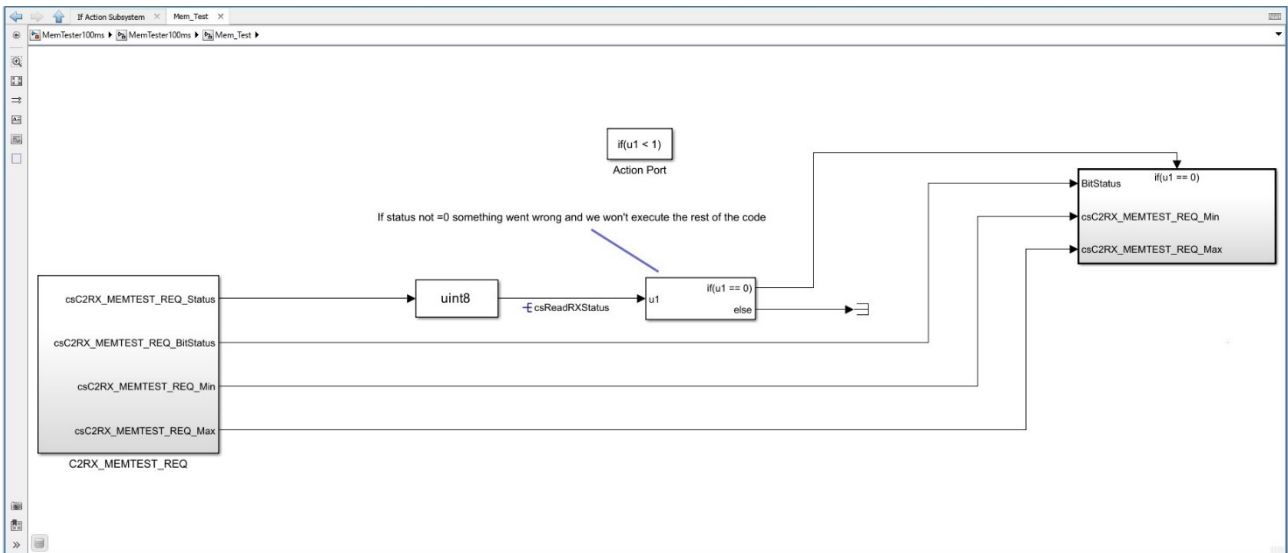 If Action Subsystem × Mem_Test ×
MemTester100ms MemTester100ms Mem_Test
if(u1 < 1)
Action Port
if(u1 == 0)
BitStatus
csC2RX_MEMTEST_REQ_Min
csC2RX_MEMTEST_REQ_Max
If status not =0 something went wrong and we won't execute the rest of the code
csC2RX_MEMTEST_REQ_Status
uint8
csReadRXStatus
u1
if(u1 == 0)
else
csC2RX_MEMTEST_REQ_BitStatus
csC2RX_MEMTEST_REQ_Min
csC2RX_MEMTEST_REQ_Max
C2RX_MEMTEST_REQ